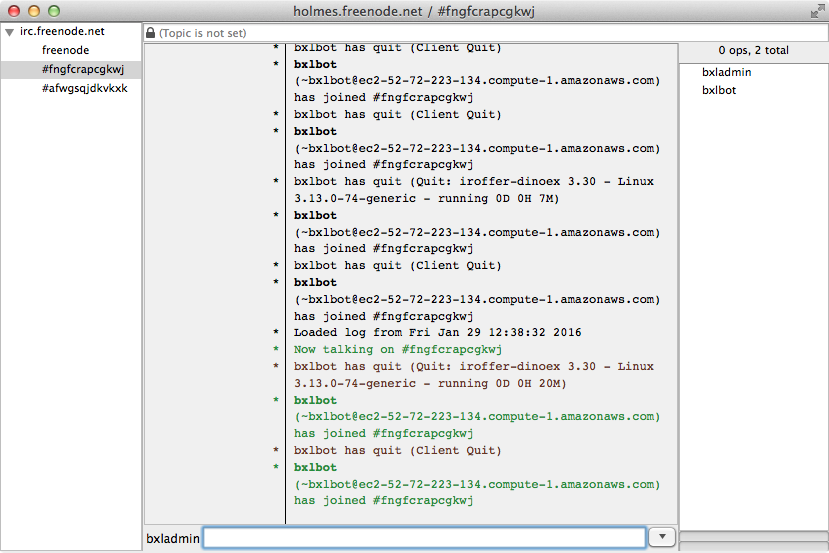 holmes.freenode.net / #fngfcrapcgkwj
irc.freenode.net
freenode
#fngfcrapcgkwj
#afwgsqjdkvkxk
(Topic is not set)
* bxlbot has quit (Client Quit)
* bxlbot
(~bxlbot@ec2-52-72-223-134.compute-1.amazonaws.com)
has joined #fngfcrapcgkwj
* bxlbot has quit (Client Quit)
* bxlbot
(~bxlbot@ec2-52-72-223-134.compute-1.amazonaws.com)
has joined #fngfcrapcgkwj
* bxlbot has quit (Quit: iroffer-dinoex 3.30 - Linux
3.13.0-74-generic - running 0D 0H 7M)
* bxlbot
(~bxlbot@ec2-52-72-223-134.compute-1.amazonaws.com)
has joined #fngfcrapcgkwj
* bxlbot has quit (Client Quit)
* bxlbot
(~bxlbot@ec2-52-72-223-134.compute-1.amazonaws.com)
has joined #fngfcrapcgkwj
* Loaded log from Fri Jan 29 12:38:32 2016
* Now talking on #fngfcrapcgkwj
* bxlbot has quit (Quit: iroffer-dinoex 3.30 - Linux
3.13.0-74-generic - running 0D 0H 20M)
* bxlbot
(~bxlbot@ec2-52-72-223-134.compute-1.amazonaws.com)
has joined #fngfcrapcgkwj
* bxlbot has quit (Client Quit)
* bxlbot
(~bxlbot@ec2-52-72-223-134.compute-1.amazonaws.com)
has joined #fngfcrapcgkwj
0 ops, 2 total
bxladmin
bxlbot
bxladmin